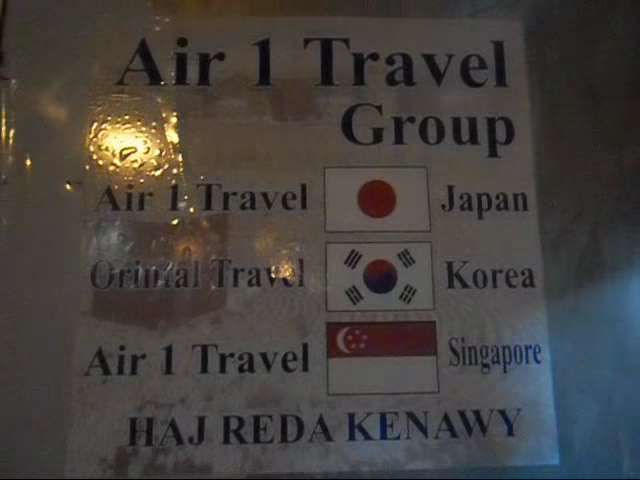 Air 1 Travel
Group
Air 1 Travel Japan
Orintal Travel Korea
Air 1 Travel Singapore
HAJ REDA KENAWY